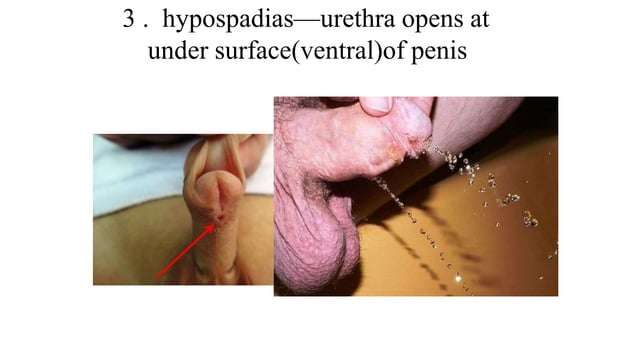 3 .  hypospadias—urethra opens at
under surface(ventral)of penis